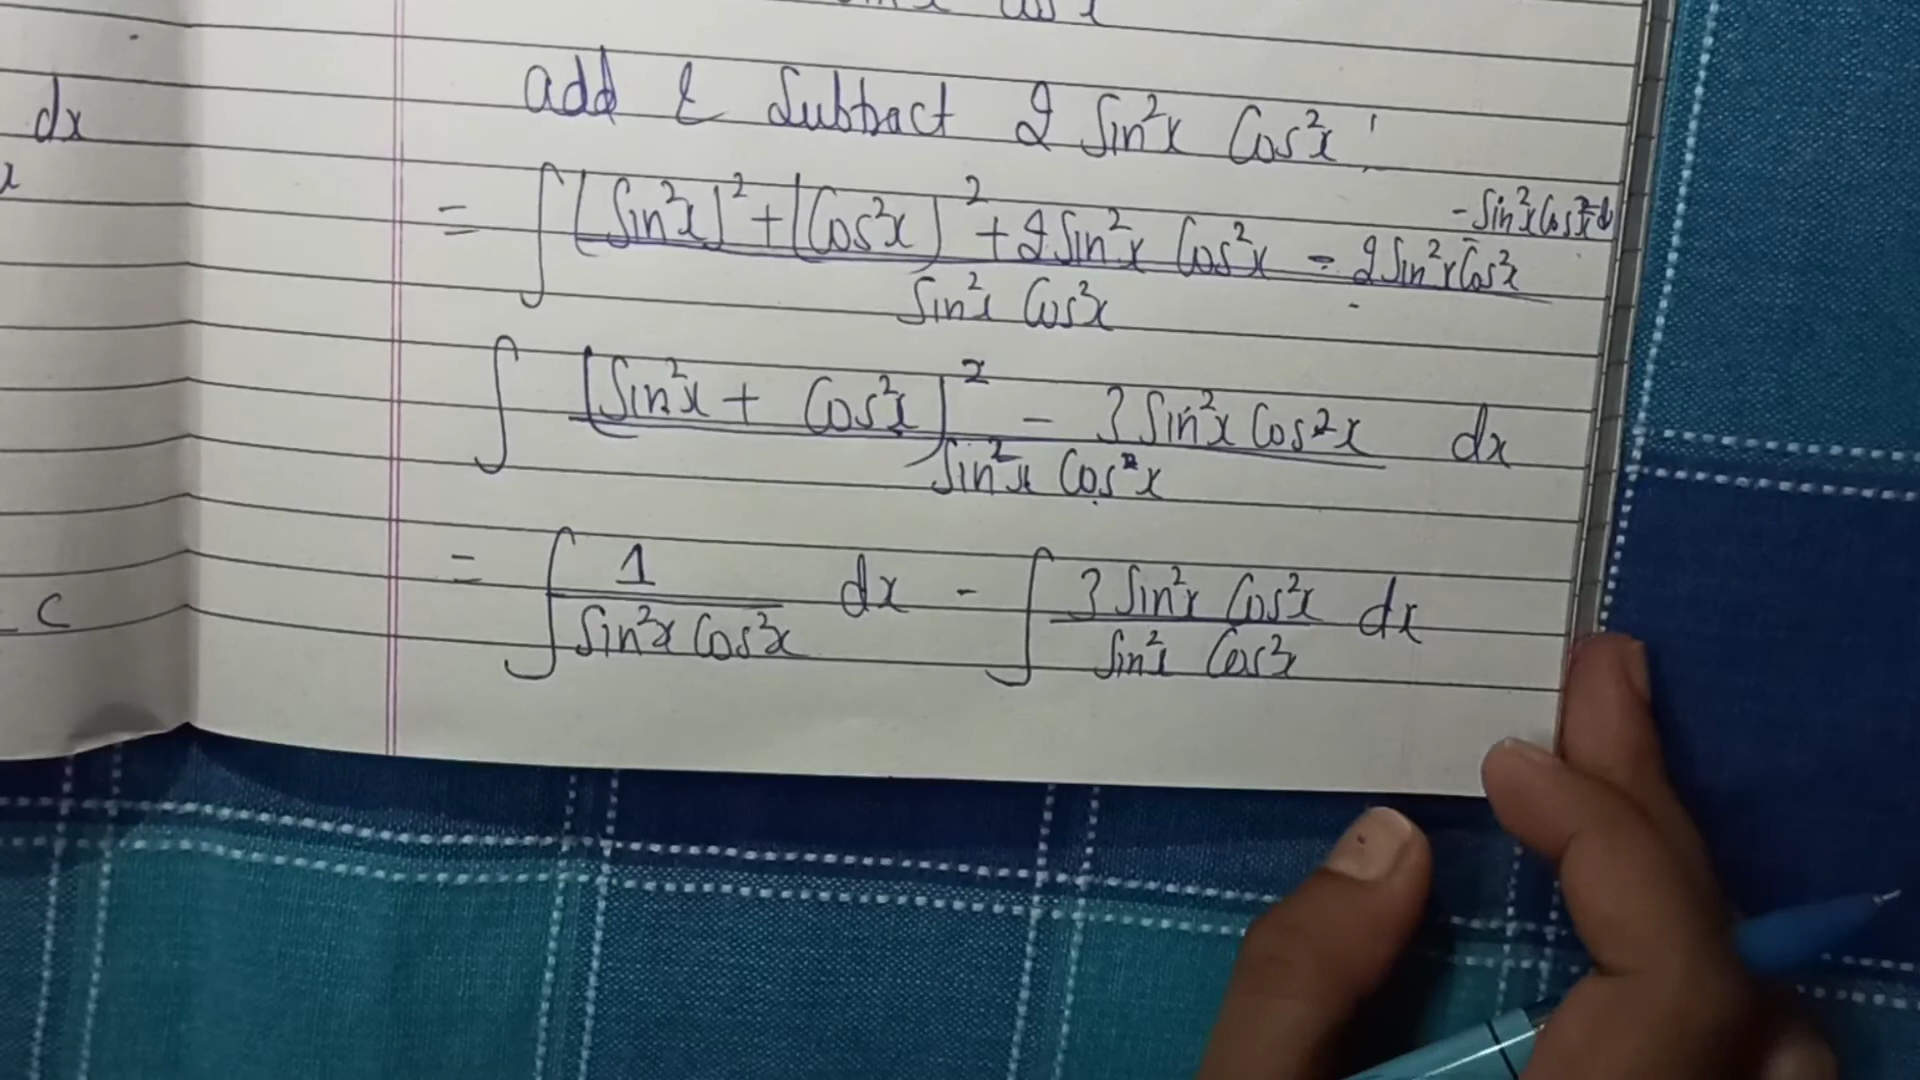 dx
x
C
add & Subtract 2 Sin²x Cos²x
- Sin²x Cos²x d
= ∫ (Sin²x)² + (Cos²x)² + 2 Sin²x Cos²x - 2 Sin²x Cos²x
Sin²x Cos²x
∫ (Sin²x + Cos²x)² - 3 Sin²x Cos²x dx
Sin²x Cos²x
= ∫ 1 dx - ∫ 3 Sin²x Cos²x dx
Sin²x Cos²x Sin²x Cos²x